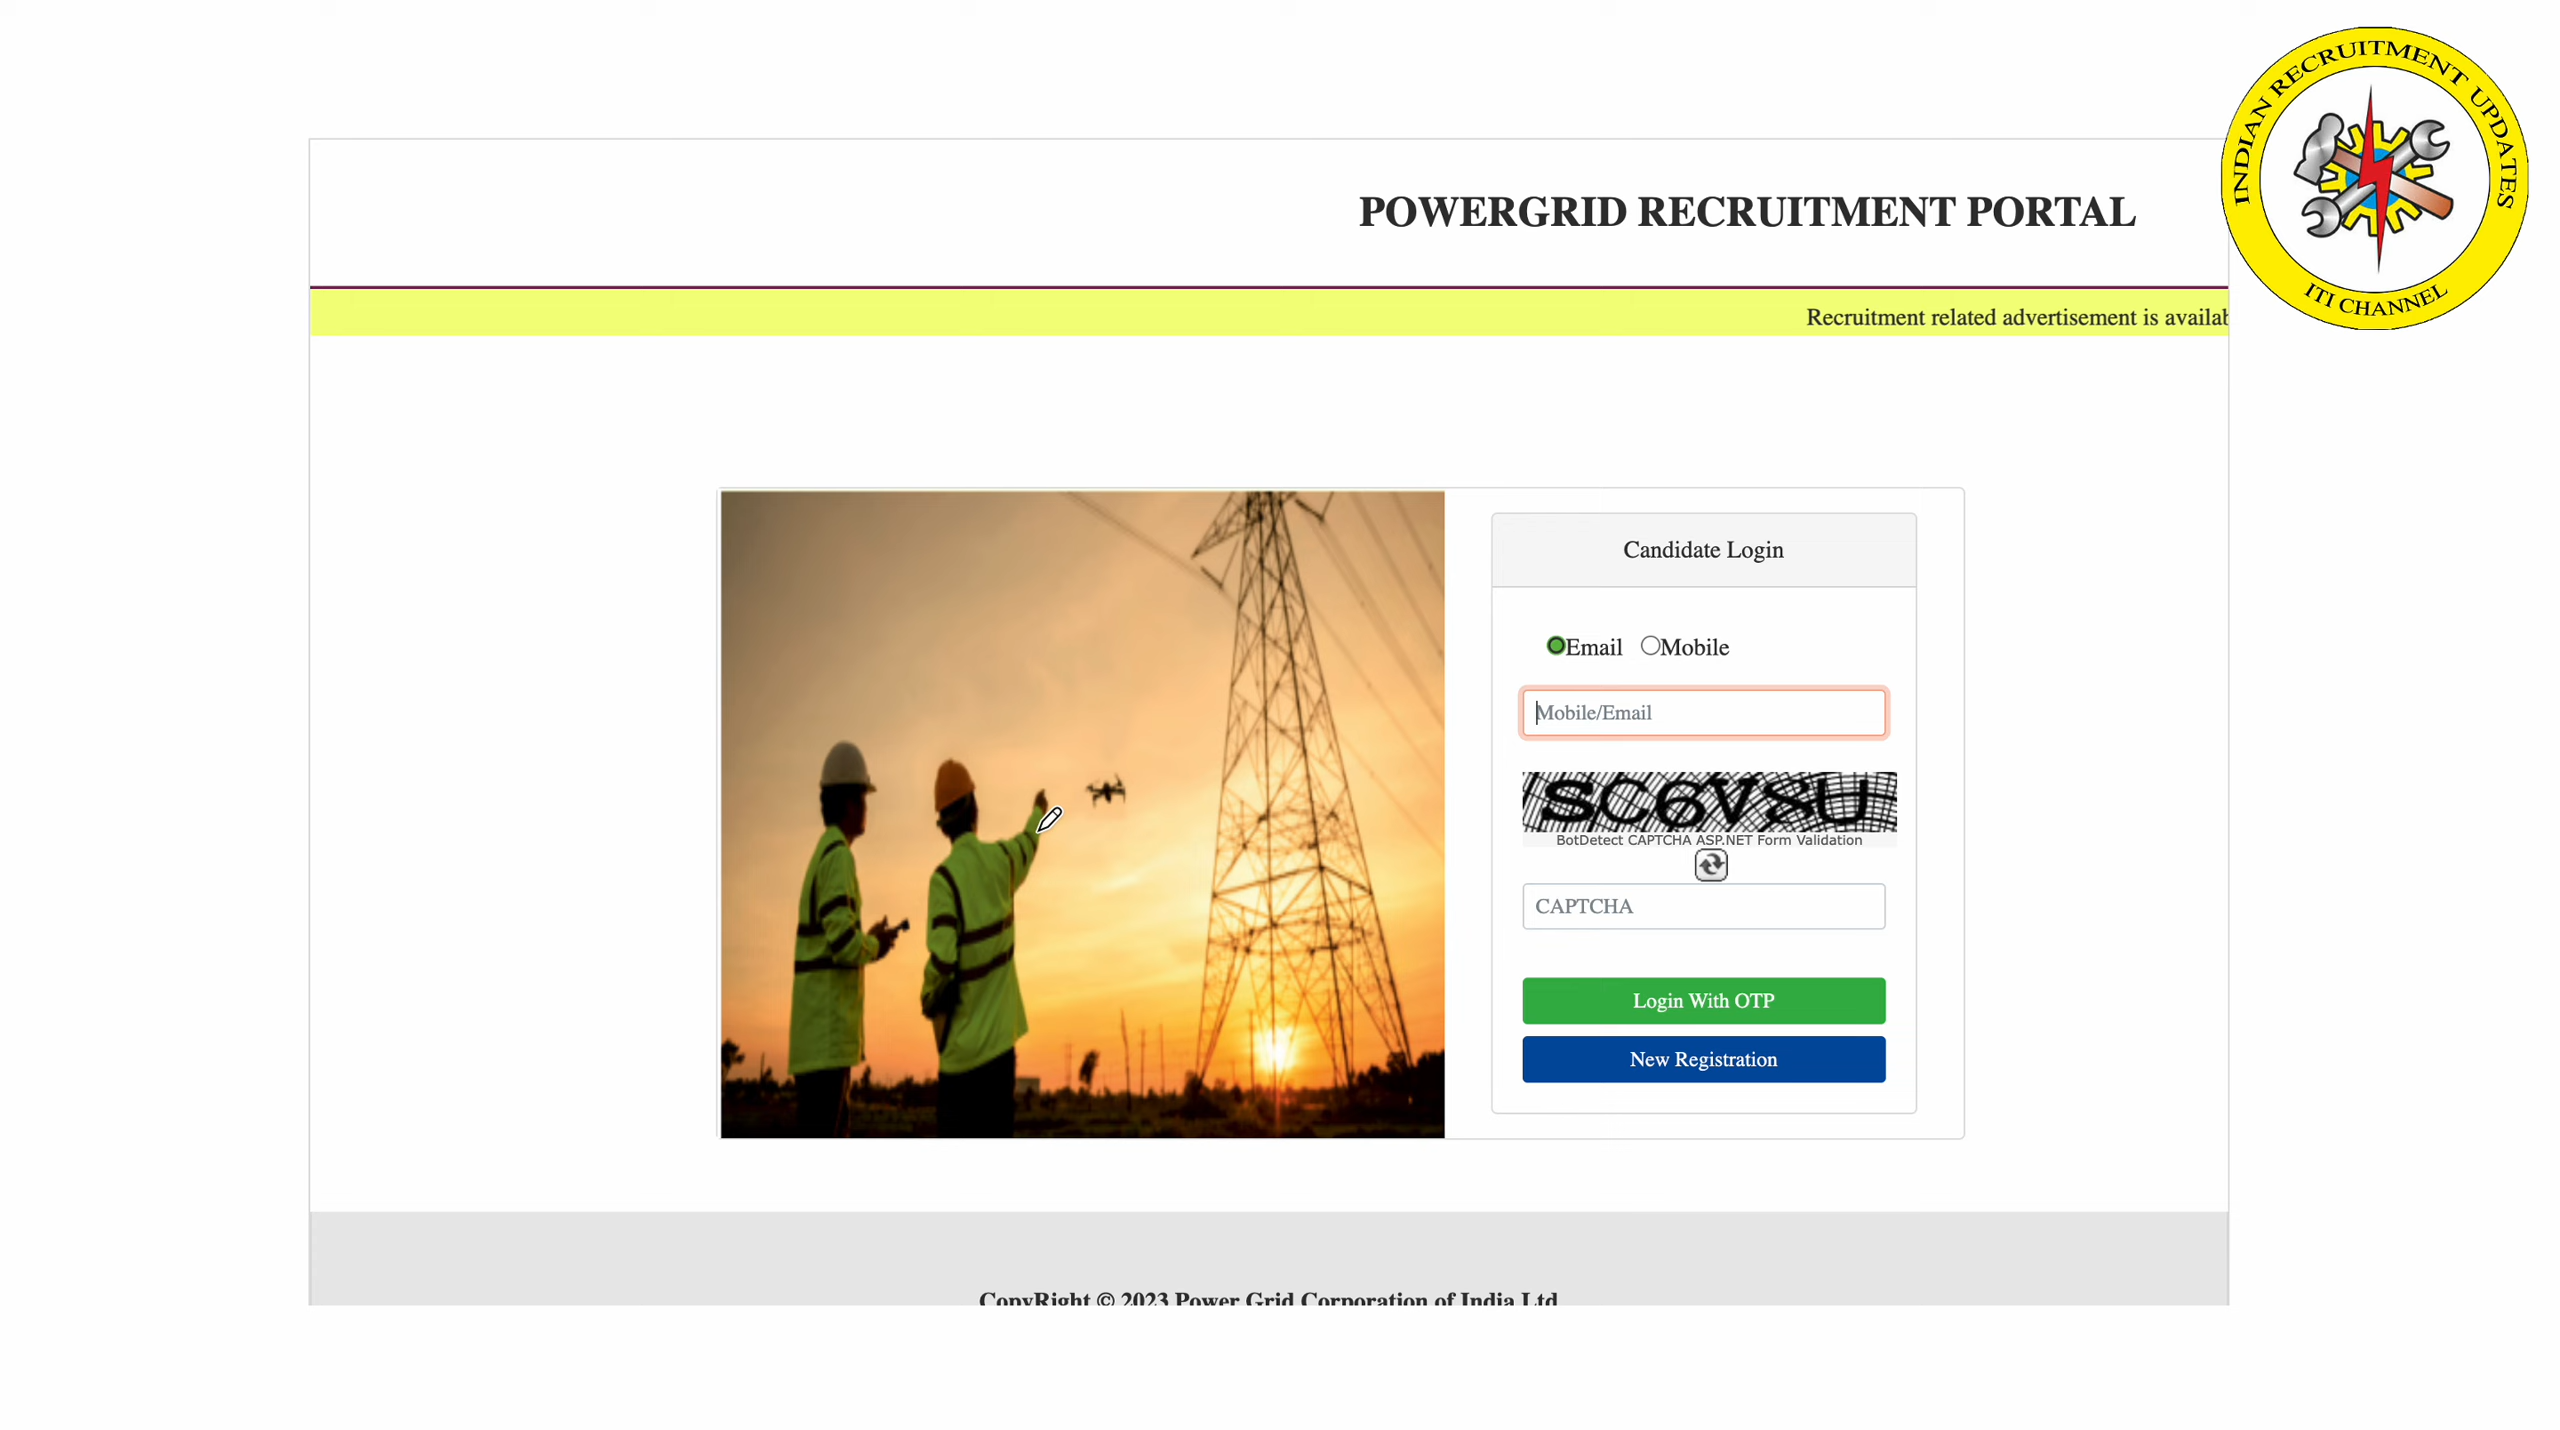 INDIAN RECRUITMENT UPDATES
ITI CHANNEL
POWERGRID RECRUITMENT PORTAL
Recruitment related advertisement is
Candidate Login
Email Mobile
Mobile/Email
BotDetect CAPTCHA ASP.NET Form Validation
CAPTCHA
Login With OTP
New Registration
CopyRight © 2023 Power Grid Corporation of India Ltd